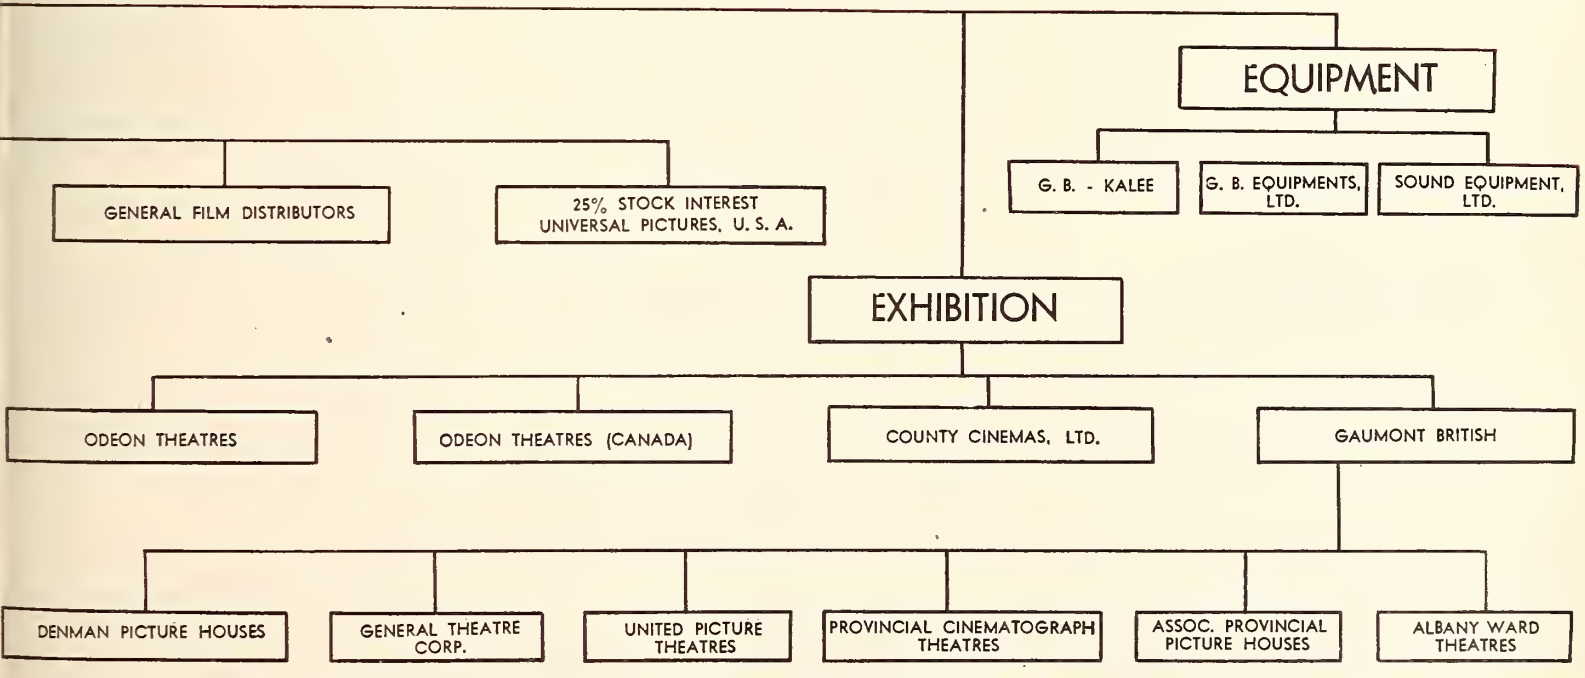 EQUIPMENT
G. B. - KALEE
G. B. EQUIPMENTS,
LTD.
SOUND EQUIPMENT,
LTD.
GENERAL FILM DISTRIBUTORS
25% STOCK INTEREST
UNIVERSAL PICTURES, U. S. A.
EXHIBITION
ODEON THEATRES
ODEON THEATRES (CANADA)
COUNTY CINEMAS, LTD.
GAUMONT BRITISH
DENMAN PICTURE HOUSES
GENERAL THEATRE
CORP.
UNITED PICTURE
THEATRES
PROVINCIAL CINEMATOGRAPH
THEATRES
ASSOC. PROVINCIAL
PICTURE HOUSES
ALBANY WARD
THEATRES